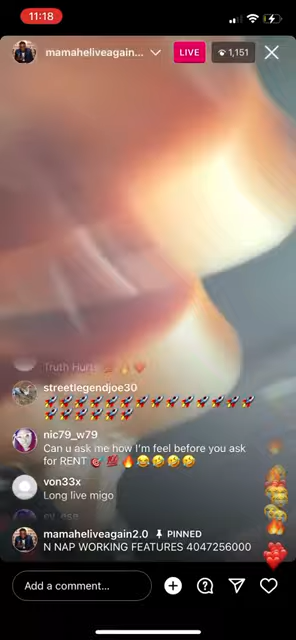 11:18
mamaheliveagain...
LIVE
1,151
Truth Hurts
streetlegendjoe30
nic79_w79
Can u ask me how I'm feel before you ask
for RENT
von33x
Long live migo
ey_ese
mamaheliveagain2.0 PINNED
N NAP WORKING FEATURES 4047256000
Add a comment...